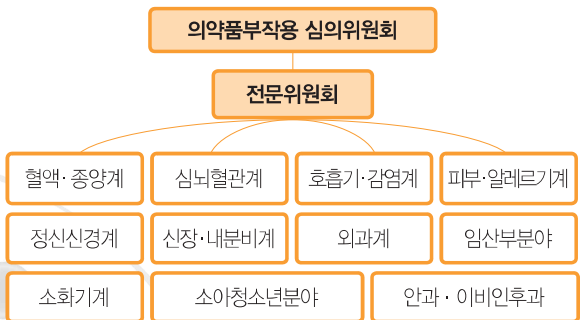 의약품부작용 심의위원회
전문위원회
혈액·종양계 심뇌혈관계 호흡기·감염계 피부·알레르기계
정신신경계 신장·내분비계 외과계 임산부분야
소화기계 소아청소년분야 안과· 이비인후과